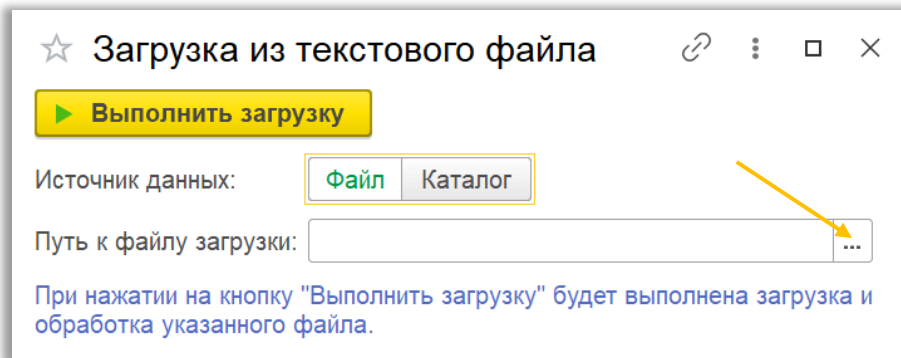 Загрузка из текстового файла
Выполнить загрузку
Источник данных: Файл Каталог
Путь к файлу загрузки: ...
При нажатии на кнопку "Выполнить загрузку" будет выполнена загрузка и
обработка указанного файла.